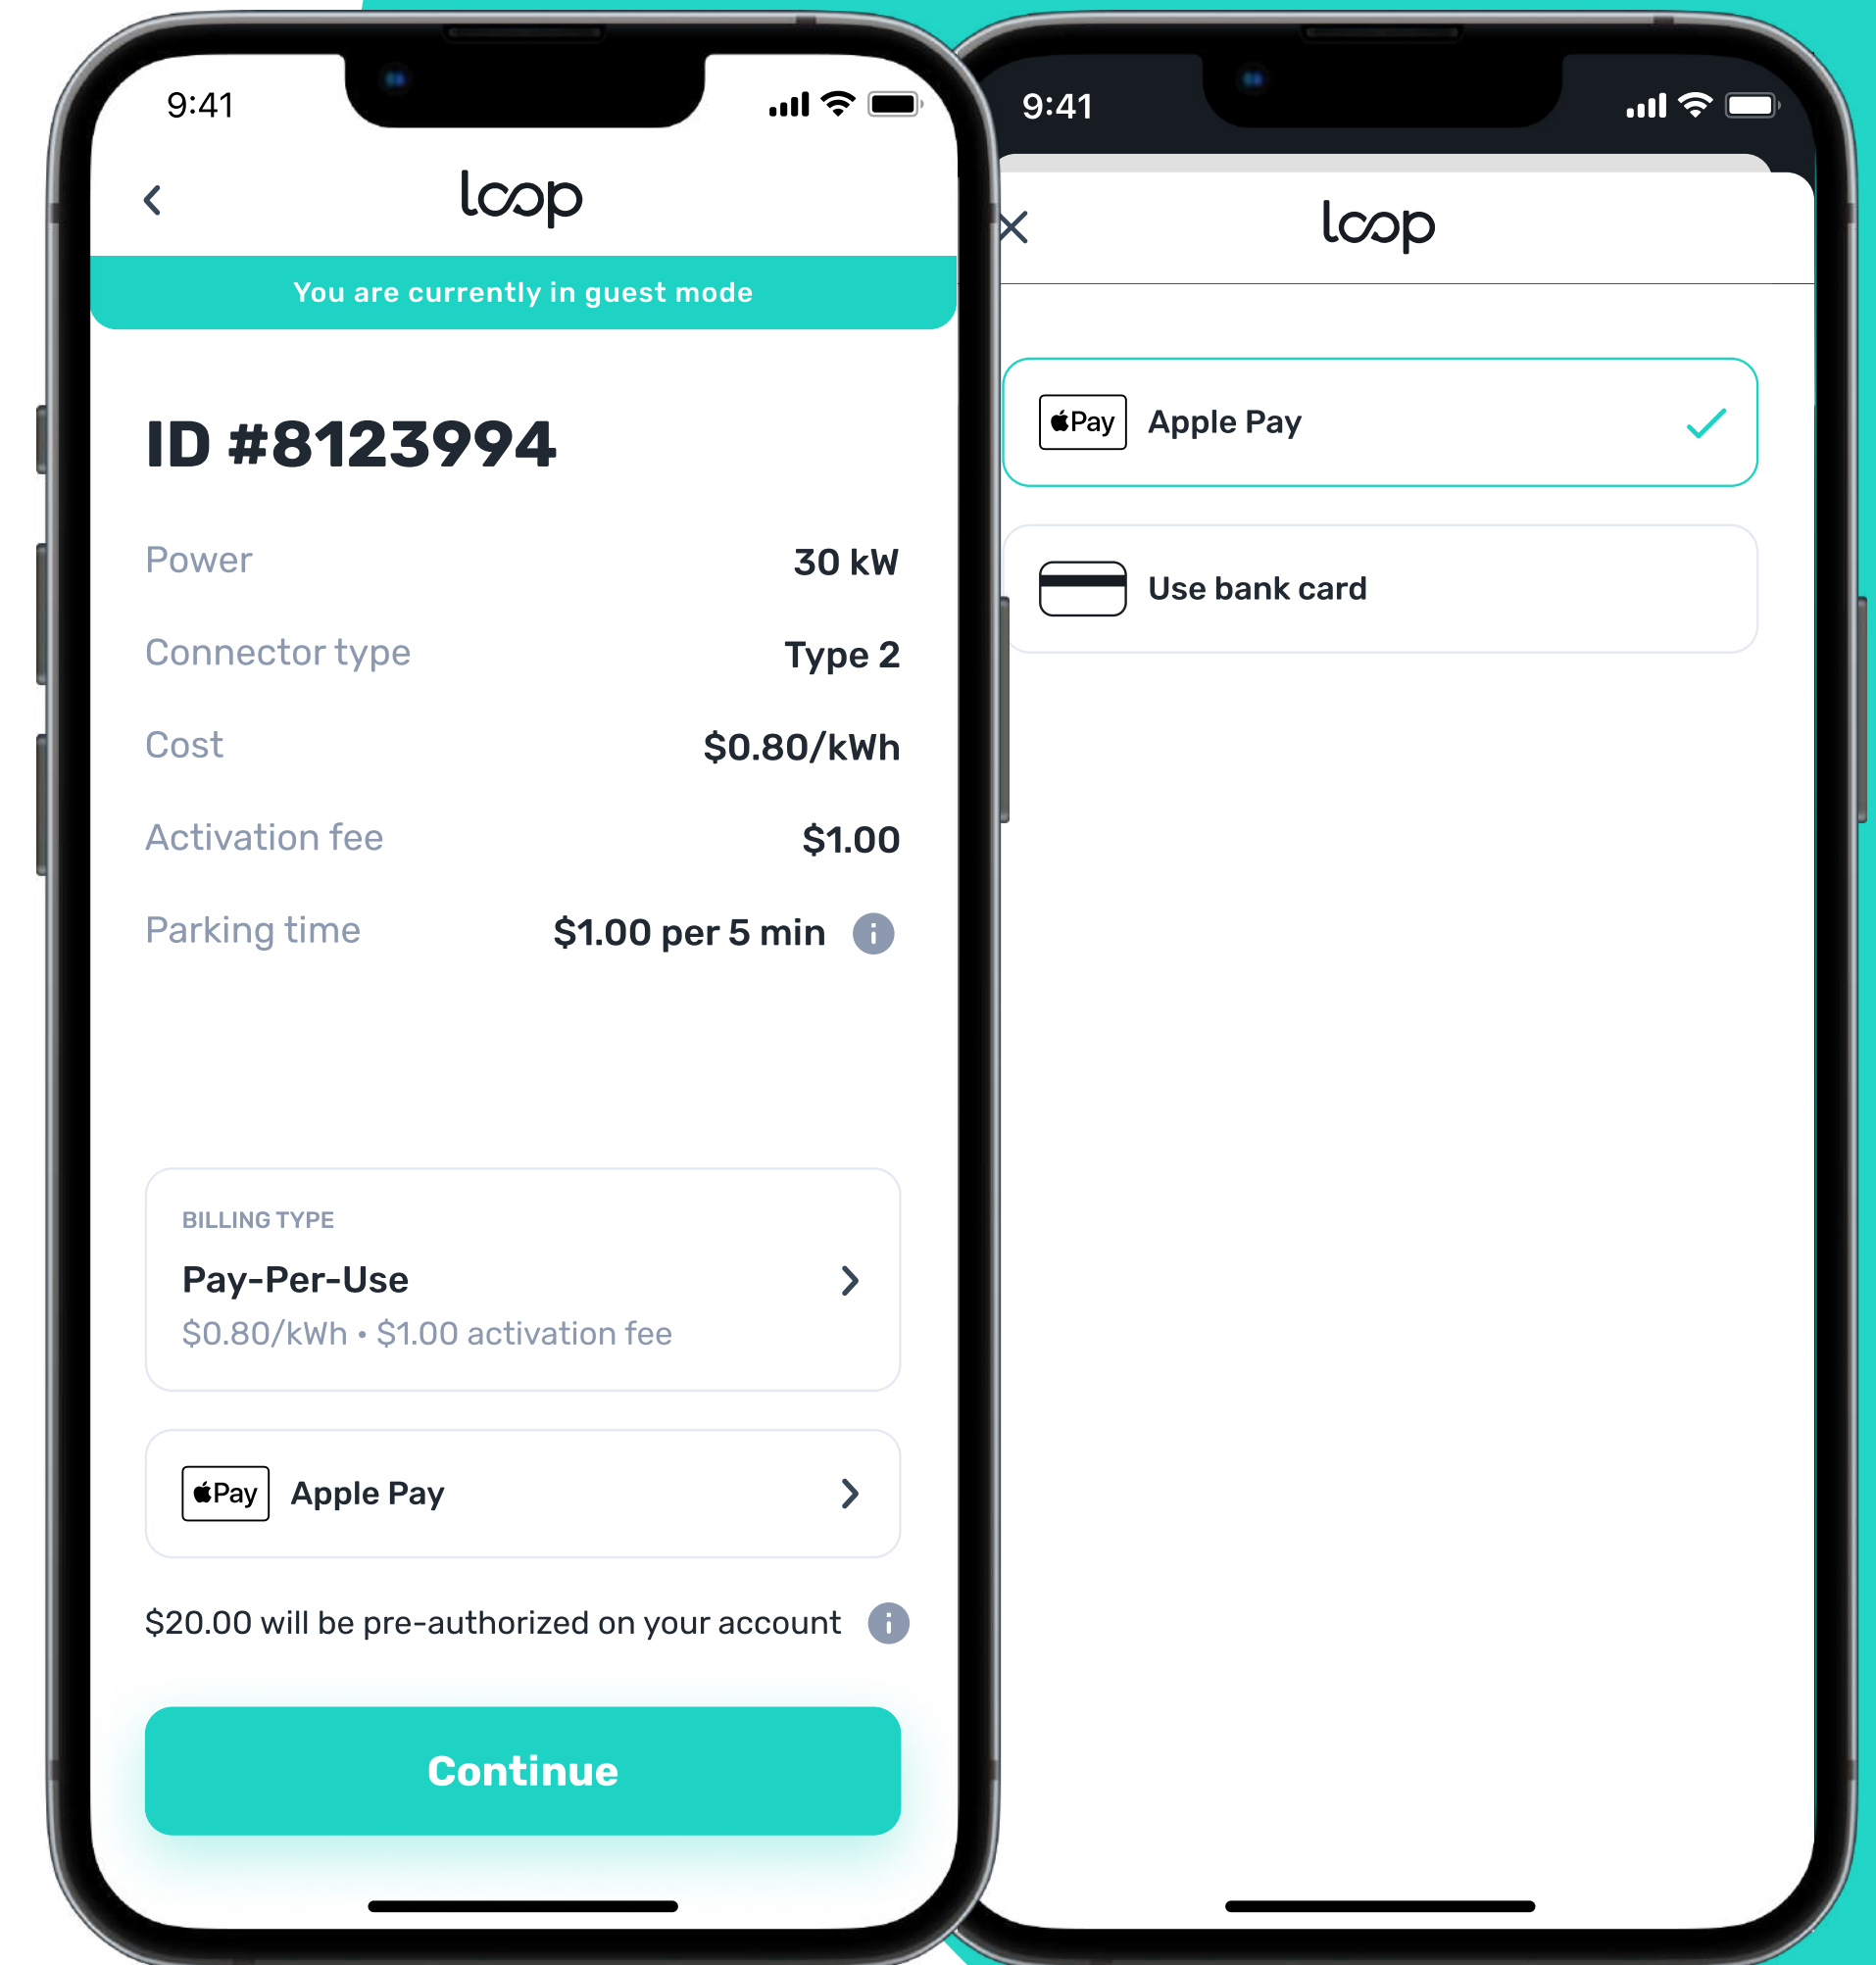 9:41
loop
You are currently in guest mode
ID #8123994
Power 30 kW
Connector type Type 2
Cost $0.80/kWh
Activation fee $1.00
Parking time $1.00 per 5 min i
BILLING TYPE
Pay-Per-Use
$0.80/kWh • $1.00 activation fee
Pay Apple Pay
$20.00 will be pre-authorized on your account i
Continue
9:41
loop
Pay Apple Pay
Use bank card